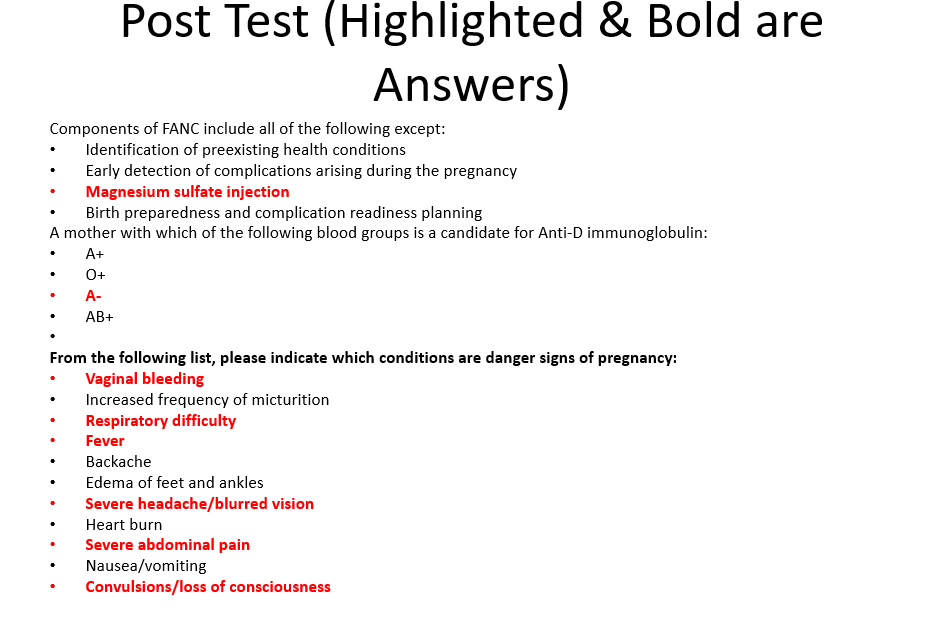 Post Test (Highlighted & Bold are
Answers)
Components of FANC include all of the following except:
• Identification of preexisting health conditions
• Early detection of complications arising during the pregnancy
• Magnesium sulfate injection
• Birth preparedness and complication readiness planning
A mother with which of the following blood groups is a candidate for Anti-D immunoglobulin:
• A+
• O+
• A-
• AB+
•
From the following list, please indicate which conditions are danger signs of pregnancy:
• Vaginal bleeding
• Increased frequency of micturition
• Respiratory difficulty
• Fever
• Backache
• Edema of feet and ankles
• Severe headache/blurred vision
• Heart burn
• Severe abdominal pain
• Nausea/vomiting
• Convulsions/loss of consciousness